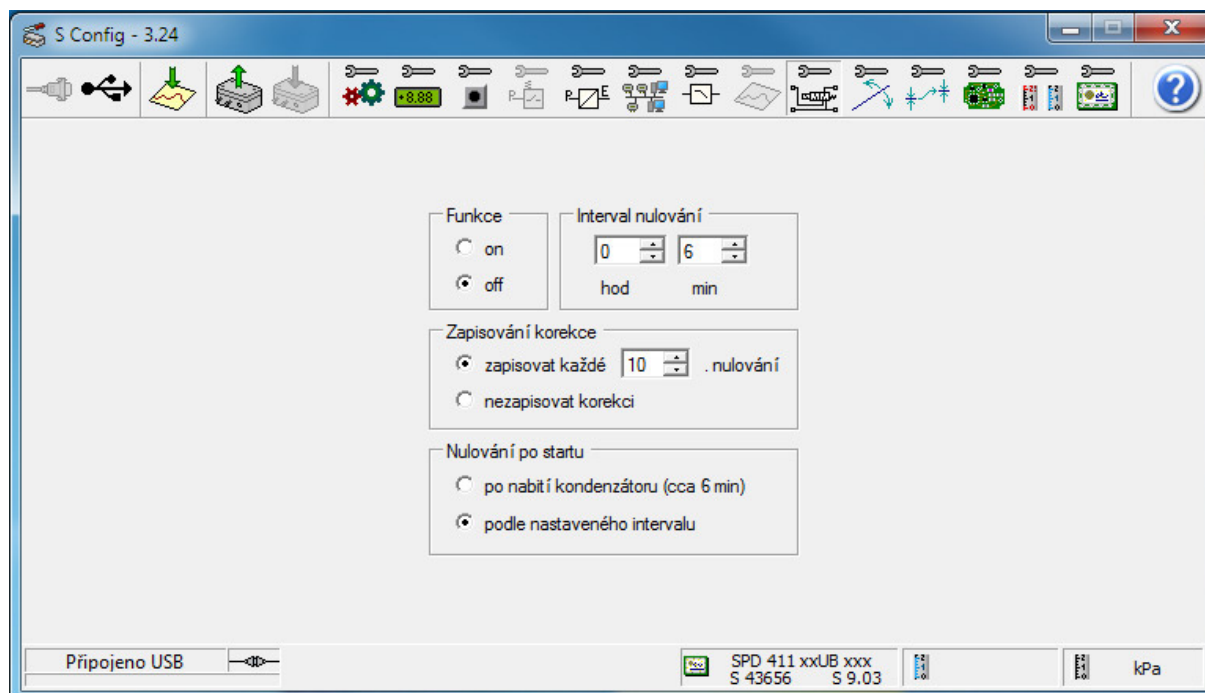 S Config - 3.24
+8.88
Funkce
on
off
Interval nulování
0 6
hod min
Zapisování korekce
zapisovat každé 10 . nulování
nezapisovat korekci
Nulování po startu
po nabití kondenzátoru (cca 6 min)
podle nastaveného intervalu
Připojeno USB
SPD 411 xxUB xxx
S 43656 S 9.03
kPa